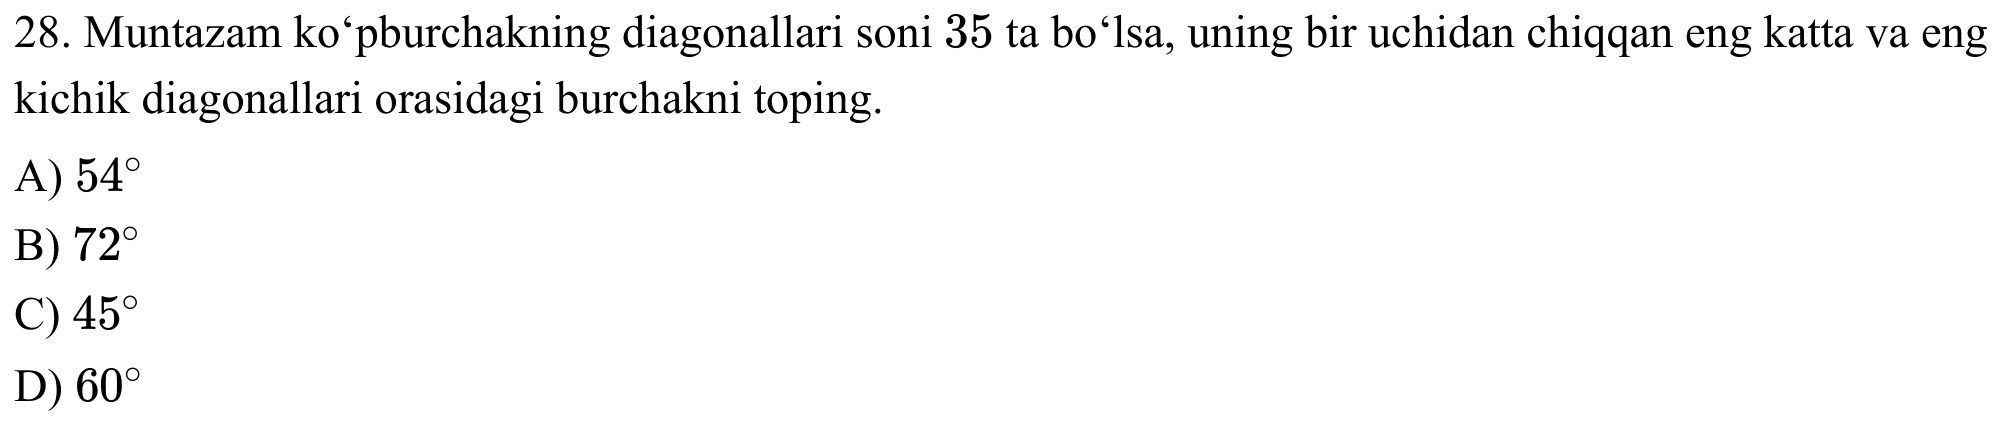 28. Muntazam ko‘pburchakning diagonallari soni 35 ta bo‘lsa, uning bir uchidan chiqqan eng katta va eng
kichik diagonallari orasidagi burchakni toping.
A) 54°
B) 72°
C) 45°
D) 60°